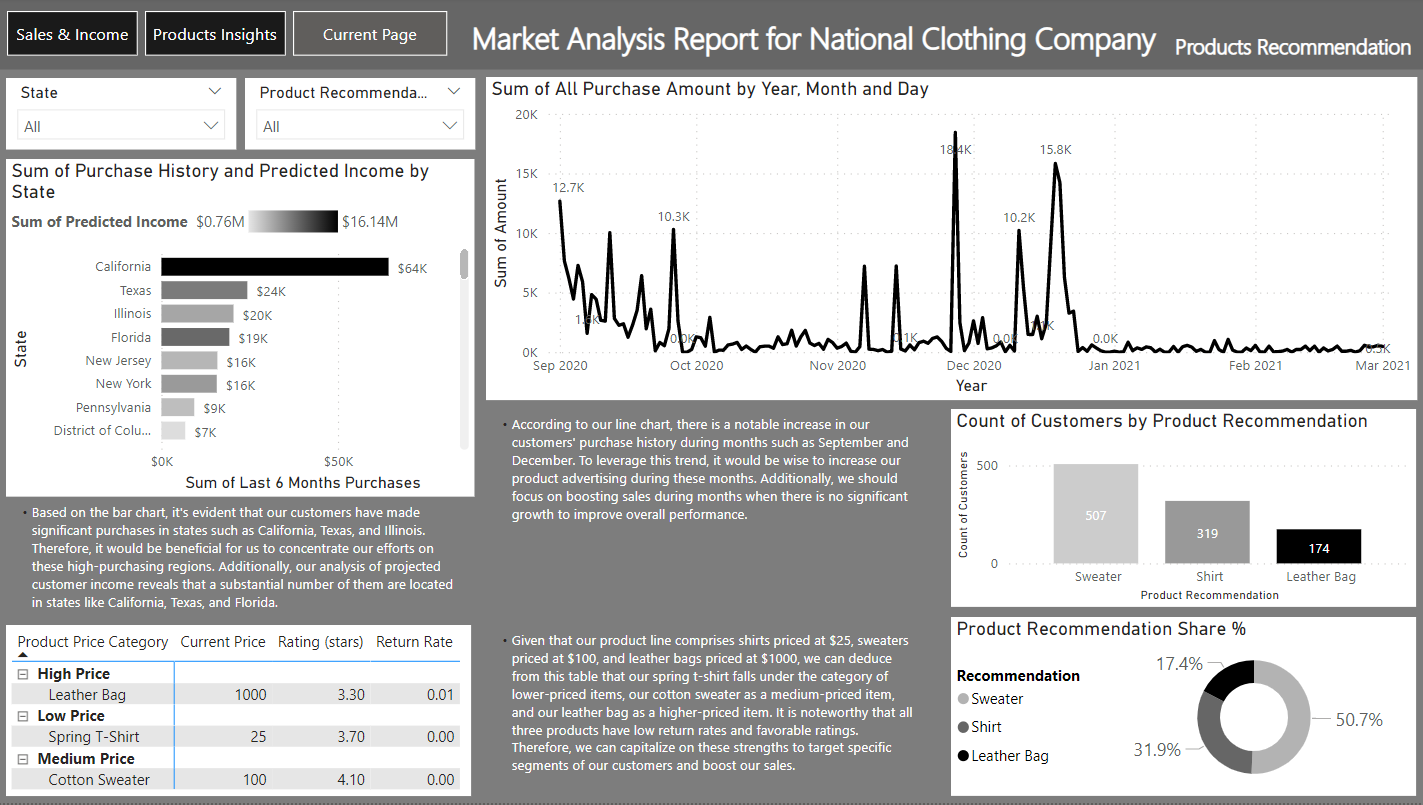 Sales & Income
Products Insights
Current Page
Market Analysis Report for National Clothing Company
Products Recommendation
State
All
Product Recommenda...
All
Sum of Purchase History and Predicted Income by
State
Sum of Predicted Income
$0.76M
$16.14M
State
California
$64K
Texas
$24K
Illinois
$20K
Florida
$19K
New Jersey
$16K
New York
$16K
Pennsylvania
$9K
District of Colu...
$7K
$0K
$50K
Sum of Last 6 Months Purchases
Sum of All Purchase Amount by Year, Month and Day
Sum of Amount
20K
15K
10K
5K
0K
12.7K
10.3K
18.4K
10.2K
15.8K
0.0K
0.0K
0.0K
Sep 2020
Oct 2020
Nov 2020
Dec 2020
Jan 2021
Feb 2021
Mar 2021
Year
• Based on the bar chart, it's evident that our customers have made
significant purchases in states such as California, Texas, and Illinois.
Therefore, it would be beneficial for us to concentrate our efforts on
these high-purchasing regions. Additionally, our analysis of projected
customer income reveals that a substantial number of them are located
in states like California, Texas, and Florida.
• According to our line chart, there is a notable increase in our
customers' purchase history during months such as September and
December. To leverage this trend, it would be wise to increase our
product advertising during these months. Additionally, we should
focus on boosting sales during months when there is no significant
growth to improve overall performance.
Count of Customers by Product Recommendation
Count of Customers
500
0
507
319
174
Sweater
Shirt
Leather Bag
Product Recommendation
Product Price Category Current Price Rating (stars) Return Rate
High Price
Leather Bag 1000 3.30 0.01
Low Price
Spring T-Shirt 25 3.70 0.00
Medium Price
Cotton Sweater 100 4.10 0.00
• Given that our product line comprises shirts priced at $25, sweaters
priced at $100, and leather bags priced at $1000, we can deduce
from this table that our spring t-shirt falls under the category of
lower-priced items, our cotton sweater as a medium-priced item,
and our leather bag as a higher-priced item. It is noteworthy that all
three products have low return rates and favorable ratings.
Therefore, we can capitalize on these strengths to target specific
segments of our customers and boost our sales.
Product Recommendation Share %
Recommendation
Sweater
Shirt
Leather Bag
17.4%
50.7%
31.9%